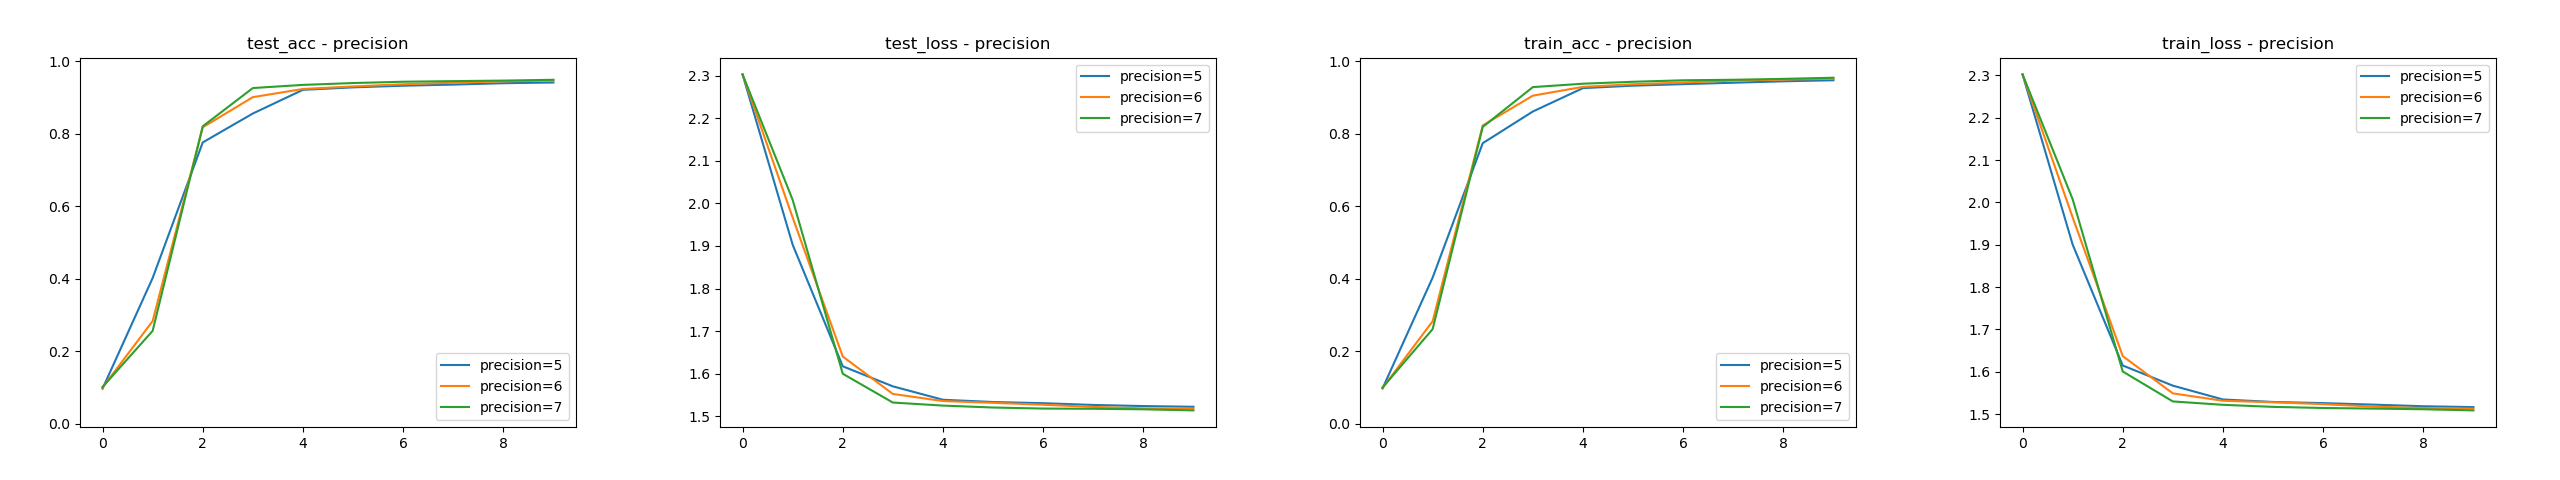 test_acc - precision
1.0
0.8
0.6
0.4
0.2
0.0
0 2 4 6 8
precision=5
precision=6
precision=7
test_loss - precision
2.3
2.2
2.1
2.0
1.9
1.8
1.7
1.6
1.5
0 2 4 6 8
precision=5
precision=6
precision=7
train_acc - precision
1.0
0.8
0.6
0.4
0.2
0.0
0 2 4 6 8
precision=5
precision=6
precision=7
train_loss - precision
2.3
2.2
2.1
2.0
1.9
1.8
1.7
1.6
1.5
0 2 4 6 8
precision=5
precision=6
precision=7